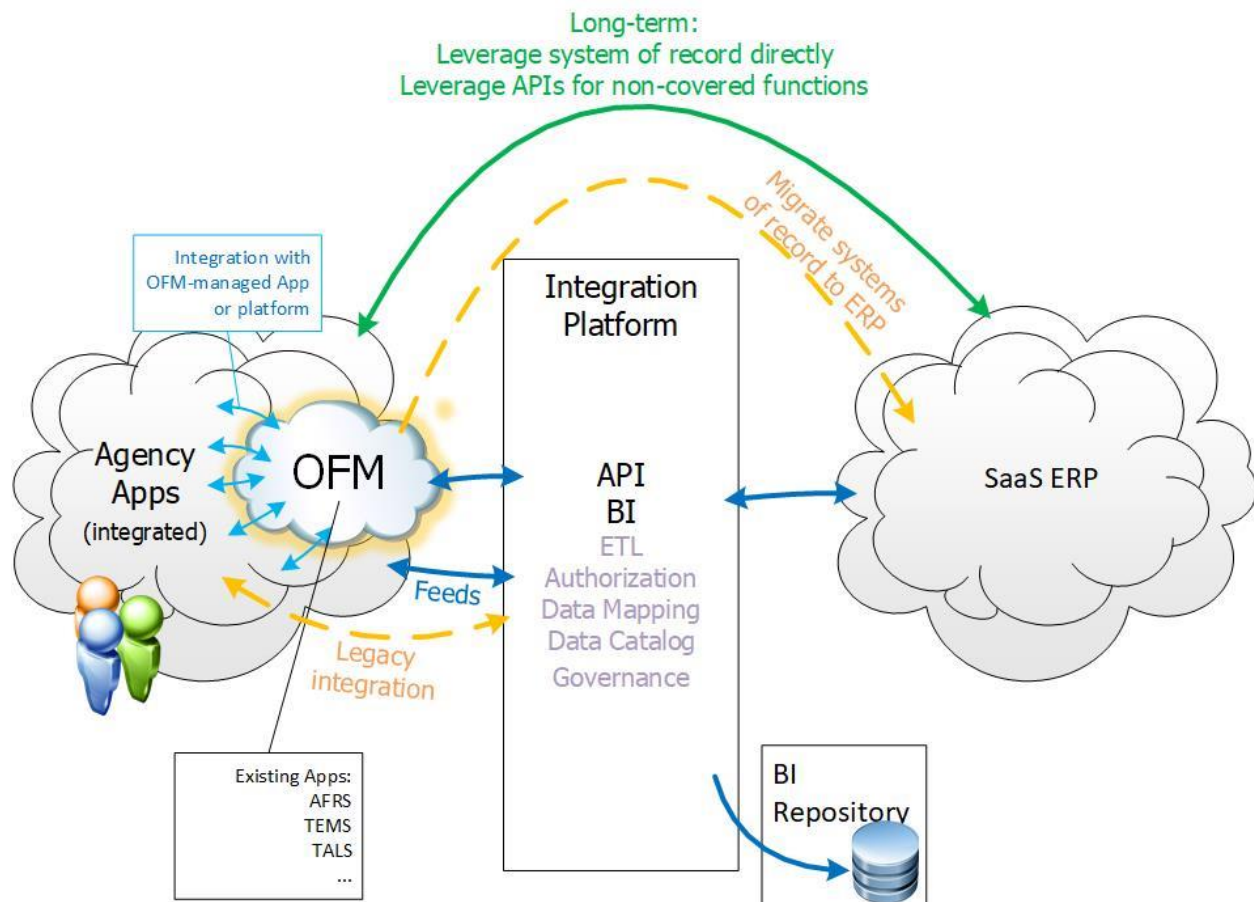 Long-term:
Leverage system of record directly
Leverage APIs for non-covered functions
Migrate systems
of record to ERP
Integration with
OFM-managed App
or platform
Integration
Platform
Agency
Apps
(integrated)
OFM
API
BI
ETL
Authorization
Data Mapping
Data Catalog
Governance
SaaS ERP
Feeds
Legacy
integration
Existing Apps:
AFRS
TEMS
TALS
...
BI
Repository